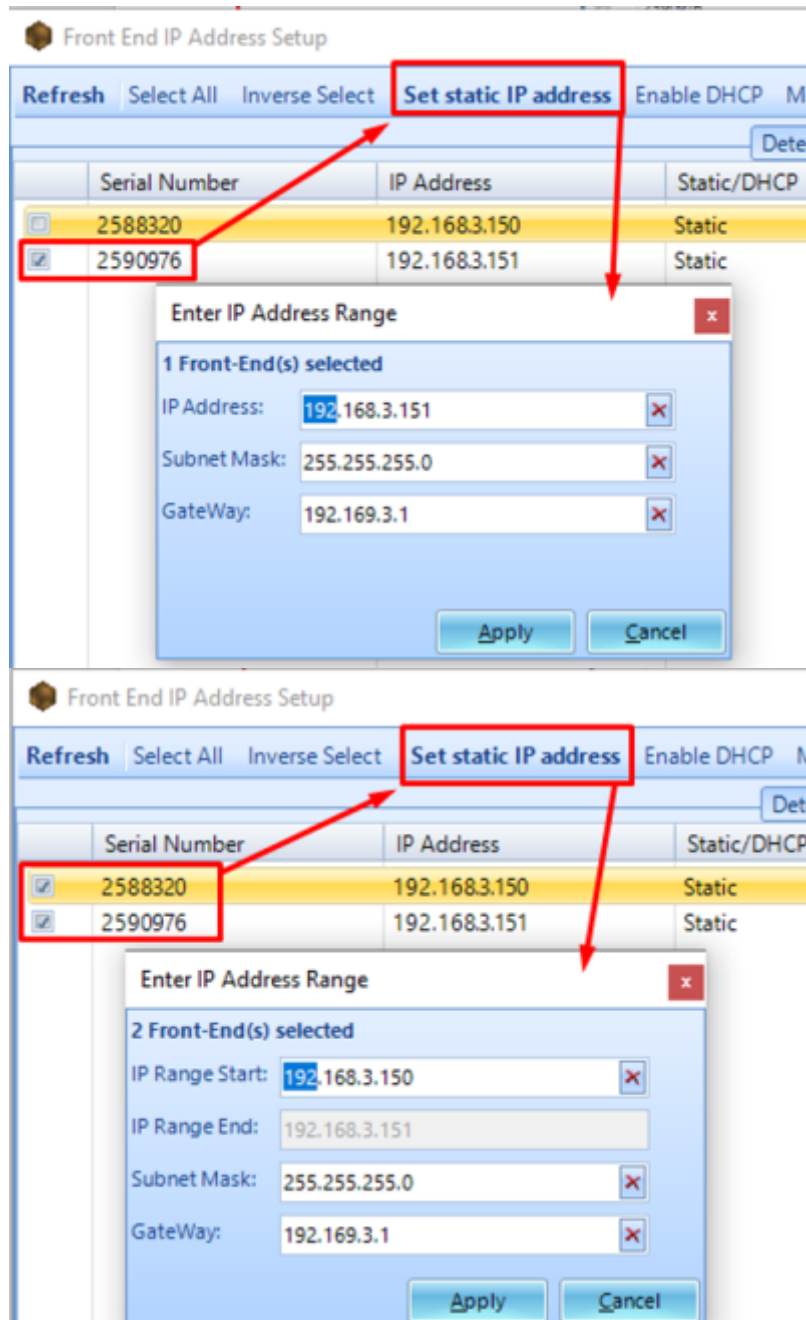 Front End IP Address Setup
Refresh Select All Inverse Select Set static IP address Enable DHCP M
Dete
Serial Number IP Address Static/DHCP
2588320 192.168.3.150 Static
2590976 192.168.3.151 Static
Enter IP Address Range
x
1 Front-End(s) selected
IP Address: 192.168.3.151
Subnet Mask: 255.255.255.0
GateWay: 192.169.3.1
Apply Cancel
Front End IP Address Setup
Refresh Select All Inverse Select Set static IP address Enable DHCP M
Det
Serial Number IP Address Static/DHCP
2588320 192.168.3.150 Static
2590976 192.168.3.151 Static
Enter IP Address Range
x
2 Front-End(s) selected
IP Range Start: 192.168.3.150
IP Range End: 192.168.3.151
Subnet Mask: 255.255.255.0
GateWay: 192.169.3.1
Apply Cancel